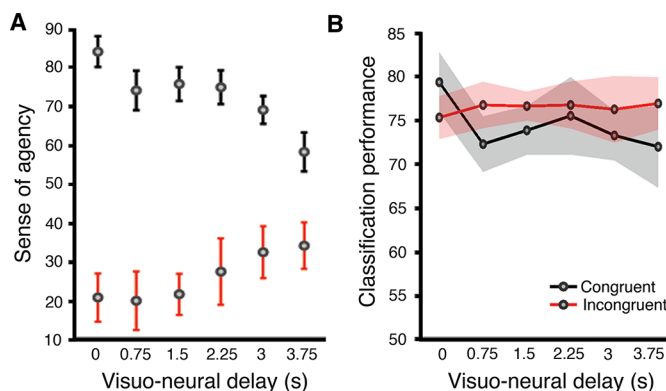 A
Sense of agency
90
80
70
60
50
40
30
20
10
0 0.75 1.5 2.25 3 3.75
Visuo-neural delay (s)
B
Classification performance
85
80
75
70
65
60
55
50
Congruent
Incongruent
0 0.75 1.5 2.25 3 3.75
Visuo-neural delay (s)